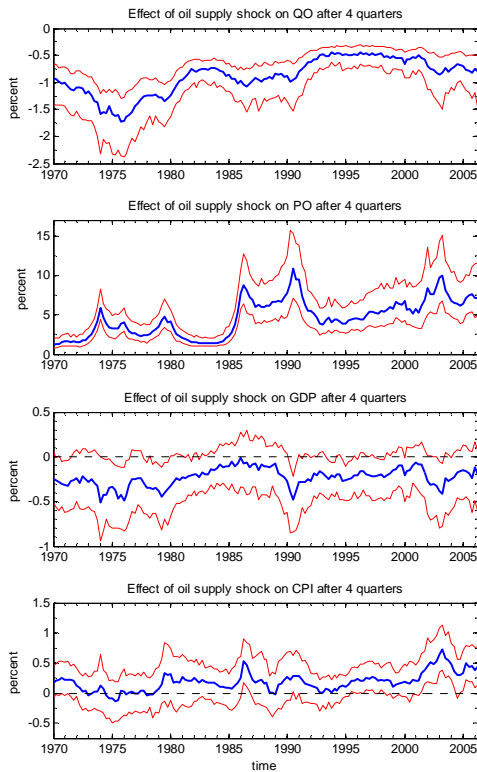 Effect of oil supply shock on QO after 4 quarters
0
-0.5
-1
-1.5
-2
-2.5
percent
1970 1975 1980 1985 1990 1995 2000 2005
Effect of oil supply shock on PO after 4 quarters
15
10
5
0
percent
1970 1975 1980 1985 1990 1995 2000 2005
Effect of oil supply shock on GDP after 4 quarters
0.5
0
-0.5
-1
percent
1970 1975 1980 1985 1990 1995 2000 2005
Effect of oil supply shock on CPI after 4 quarters
1.5
1
0.5
0
-0.5
percent
1970 1975 1980 1985 1990 1995 2000 2005
time